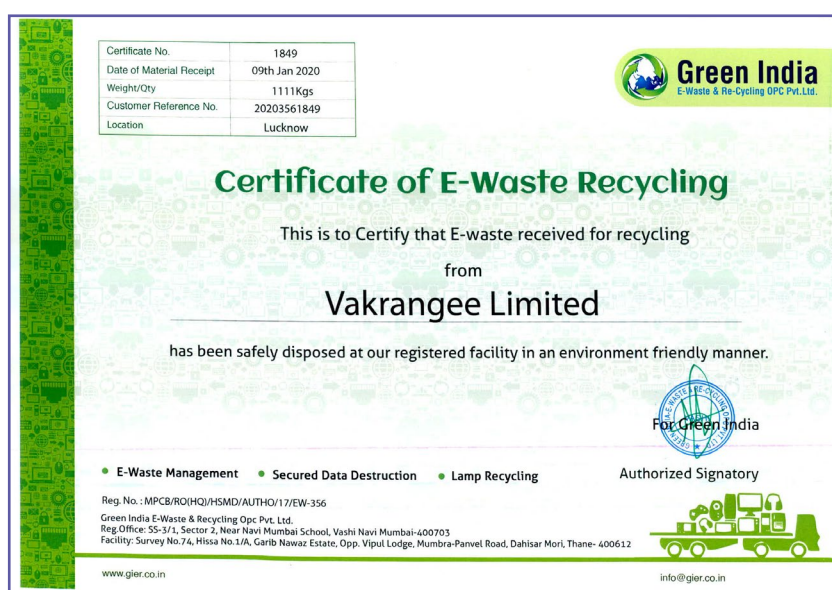 Certificate No. 1849
Date of Material Receipt 09th Jan 2020
Weight/Qty 1111Kgs
Customer Reference No. 20203561849
Location Lucknow
Green India
E-Waste & Re-Cycling OPC Pvt.Ltd.
Certificate of E-Waste Recycling
This is to Certify that E-waste received for recycling
from
Vakrangee Limited
has been safely disposed at our registered facility in an environment friendly manner.
For Green India
Authorized Signatory
• E-Waste Management • Secured Data Destruction • Lamp Recycling
Reg. No. : MPCB/RO(HQ)/HSMD/AUTHO/17/EW-356
Green India E-Waste & Recycling Opc Pvt. Ltd.
Reg.Office: SS-3/1, Sector 2, Near Navi Mumbai School, Vashi Navi Mumbai-400703
Facility: Survey No.74, Hissa No.1/A, Garib Nawaz Estate, Opp. Vipul Lodge, Mumbra-Panvel Road, Dahisar Mori, Thane- 400612
www.gier.co.in
info@gier.co.in